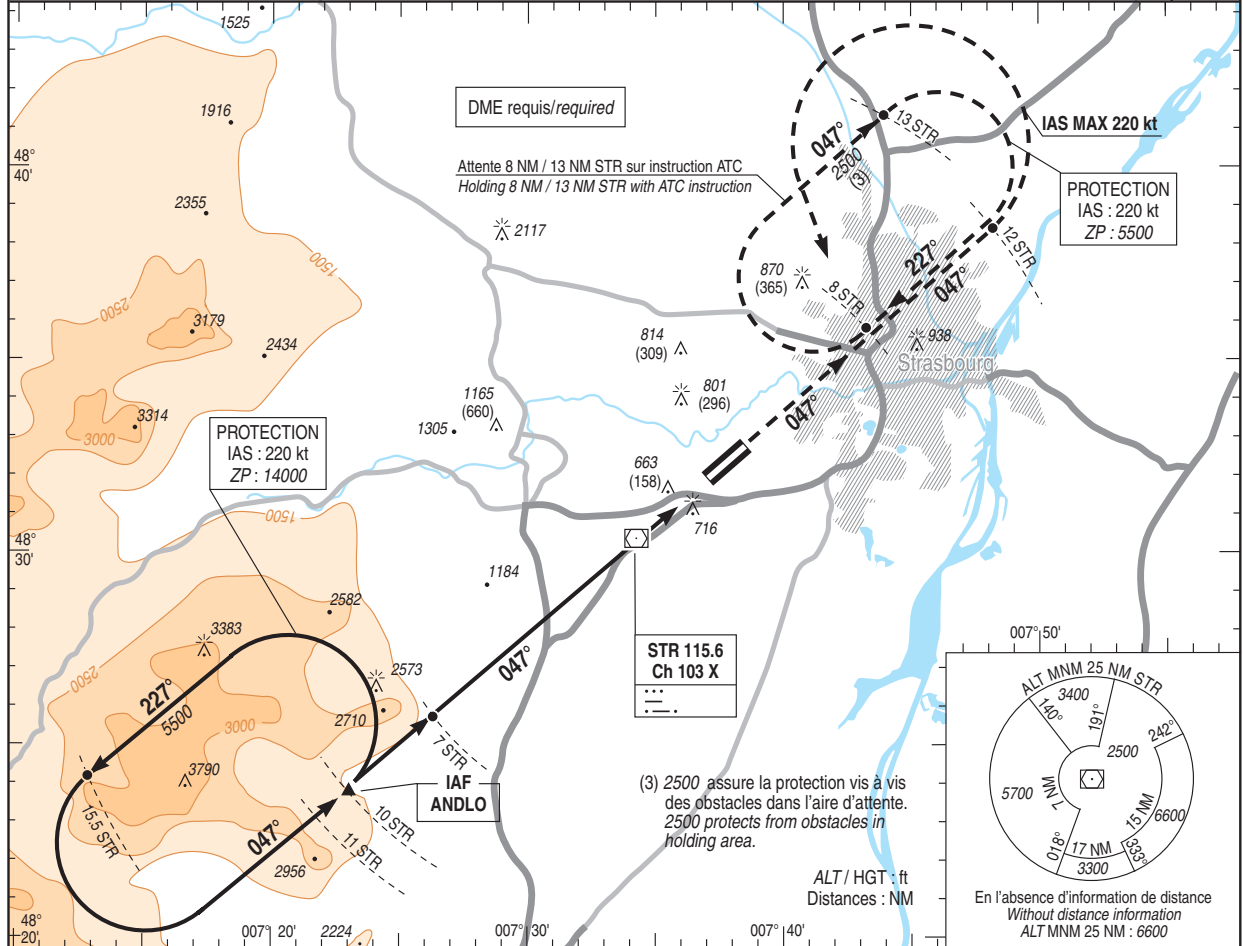 1525
1916
DME requis/required
13 STR
IAS MAX 220 kt
48°
40'
047°
2500
(3)
Attente 8 NM / 13 NM STR sur instruction ATC
Holding 8 NM / 13 NM STR with ATC instruction
PROTECTION
IAS : 220 kt
ZP : 5500
2355
2117
1500
12 STR
870
(365)
227°
047°
8 STR
2500
3179
2434
814
(309)
938
Strasbourg
801
(296)
1165
(660)
047°
3314
3000
1305
PROTECTION
IAS : 220 kt
ZP : 14000
663
(158)
716
1500
48°
30'
1184
2582
3383
2573
STR 115.6
Ch 103 X
047°
2500
227°
5500
3000
2710
7 STR
3790
IAF
ANDLO
15.5 STR
047°
10 STR
11 STR
2956
(3) 2500 assure la protection vis à vis
des obstacles dans l'aire d'attente.
2500 protects from obstacles in
holding area.
ALT / HGT : ft
Distances : NM
007° 50'
ALT MNM 25 NM STR
3400
140°
191°
242°
2500
5700
7 NM
15 NM
6600
018°
17 NM
333°
3300
En l'absence d'information de distance
Without distance information
ALT MNM 25 NM : 6600
48°
20'
007° 20'
2224
007° 30'
007° 40'